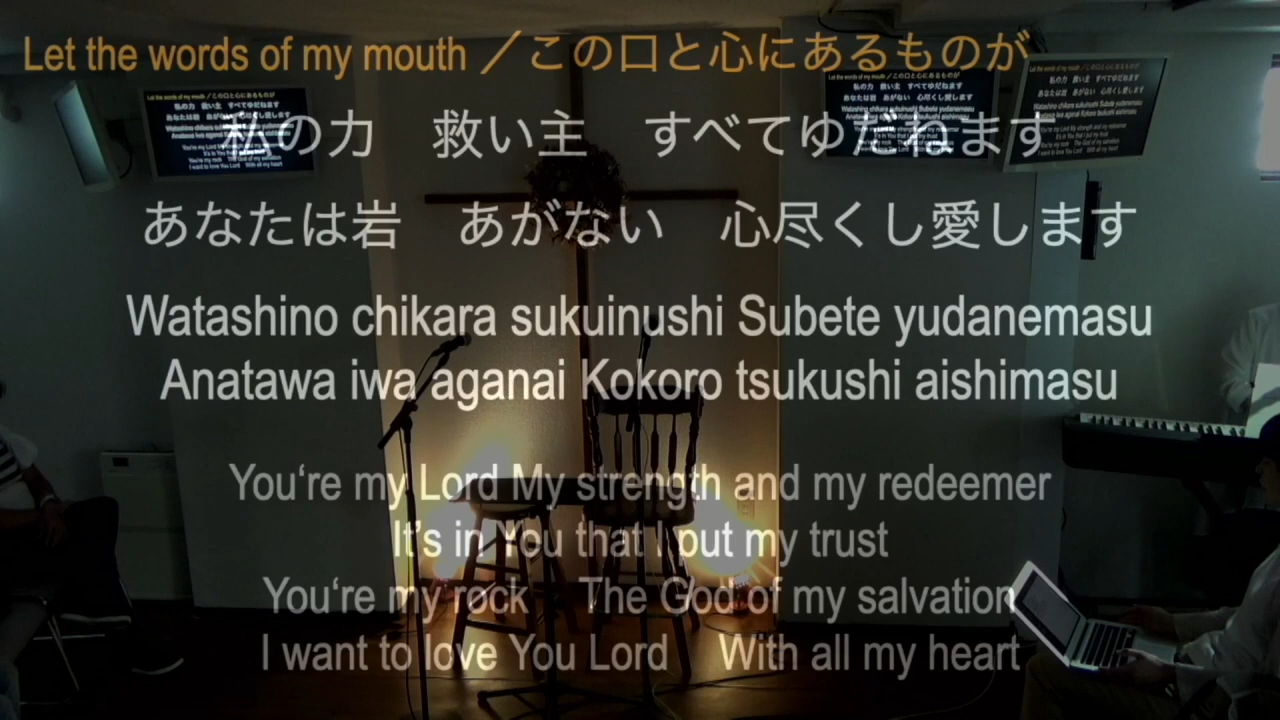 Let the words of my mouth ／この口と心にあるものが
私の力　救い主　すべてゆだねます
あなたは岩　あがない　心尽くし愛します
Watashino chikara sukuinushi Subete yudanemasu
Anatawa iwa aganai Kokoro tsukushi aishimasu
You‘re my Lord My strength and my redeemer
It’s in You that I put my trust
You‘re my rock　The God of my salvation
I want to love You Lord　With all my heart